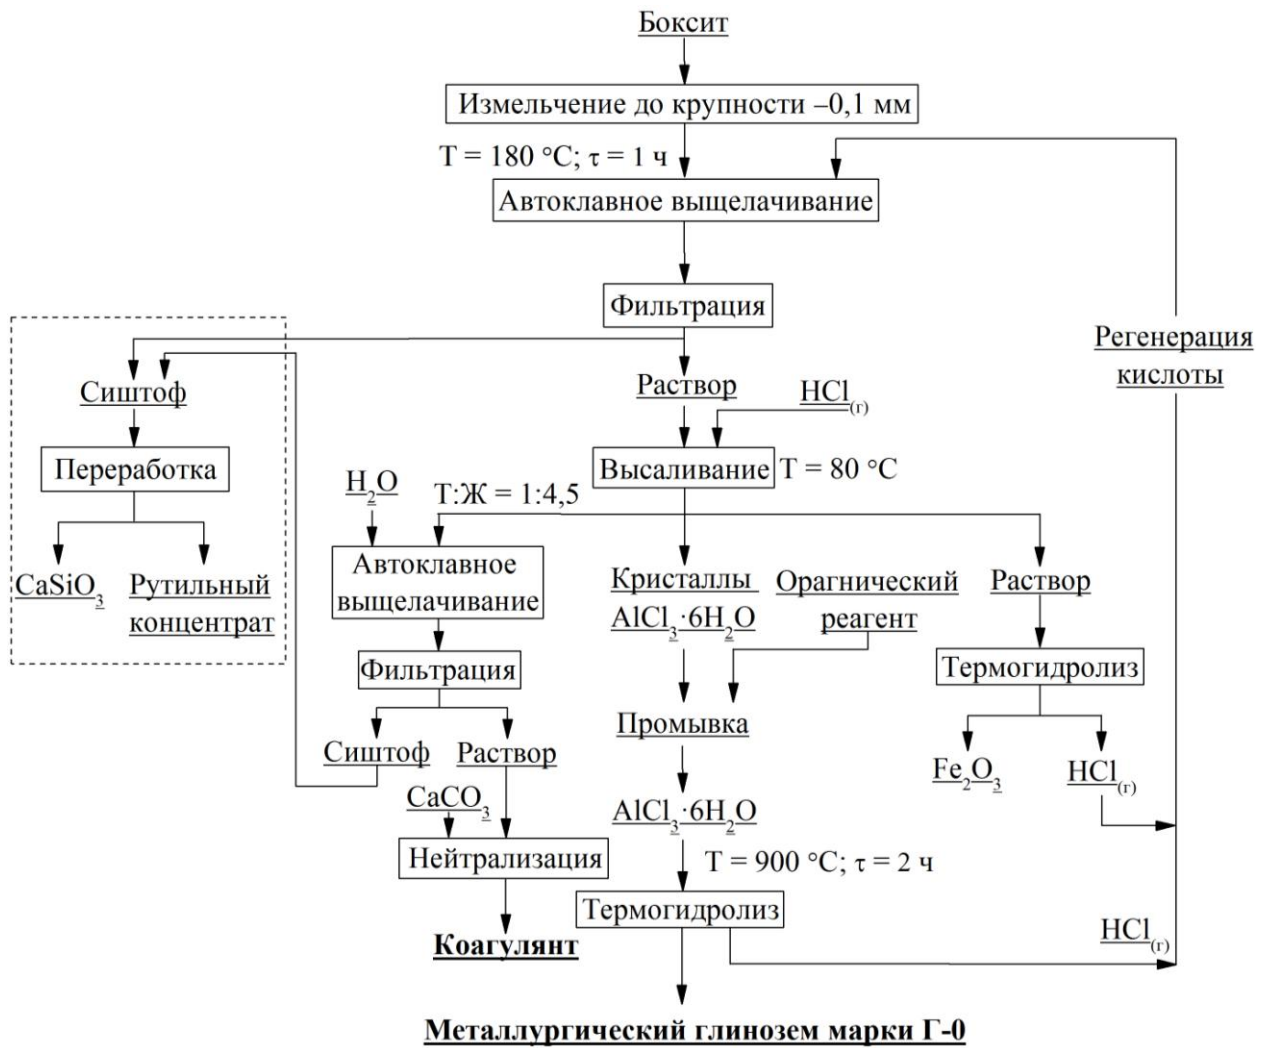 Боксит
Измельчение до крупности –0,1 мм
T = 180 °C; τ = 1 ч
Автоклавное выщелачивание
Фильтрация
Регенерация
кислоты
Сиштоф
Раствор
HCl(г)
Переработка
Высаливание
T = 80 °C
H2O
Т:Ж = 1:4,5
CaSiO3
Рутильный
концентрат
Автоклавное
выщелачивание
Кристаллы
AlCl3·6H2O
Орагнический
реагент
Раствор
Фильтрация
Термогидролиз
Промывка
Сиштоф
Раствор
Fe2O3
HCl(г)
CaCO3
AlCl3·6H2O
Нейтрализация
T = 900 °C; τ = 2 ч
Термогидролиз
Коагулянт
HCl(г)
Металлургический глинозем марки Г-0